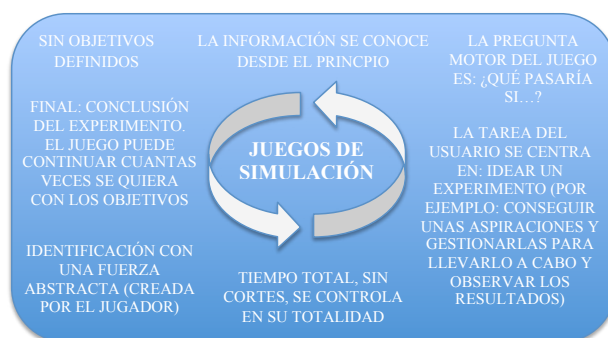 SIN OBJETIVOS
DEFINIDOS
LA INFORMACIÓN SE CONOCE
DESDE EL PRINCPIO
LA PREGUNTA
MOTOR DEL JUEGO
ES: ¿QUÉ PASARÍA
SI…?
FINAL: CONCLUSIÓN
DEL EXPERIMENTO.
EL JUEGO PUEDE
CONTINUAR CUANTAS
VECES SE QUIERA
CON LOS OBJETIVOS
JUEGOS DE
SIMULACIÓN
LA TAREA DEL
USUARIO SE CENTRA
EN: IDEAR UN
EXPERIMENTO (POR
EJEMPLO: CONSEGUIR
UNAS ASPIRACIONES Y
GESTIONARLAS PARA
LLEVARLO A CABO Y
OBSERVAR LOS
RESULTADOS)
IDENTIFICACIÓN CON
UNA FUERZA
ABSTRACTA (CREADA
POR EL JUGADOR)
TIEMPO TOTAL, SIN
CORTES, SE CONTROLA
EN SU TOTALIDAD